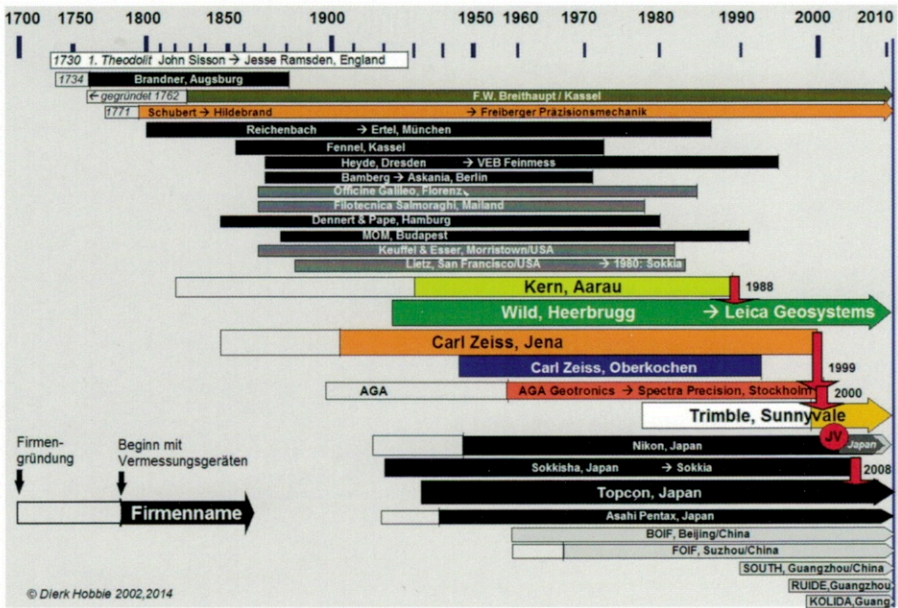 1700 1750 1800 1900 1950 1960 1970 1980 1990 2000 2010
1730 1. Theodolit John Sisson → Jesse Ramsden, England
1734 Brandner, Augsburg
← gegründet 1762 F.W. Breithaupt / Kassel
1771 Schubert → Hildebrand → Freiberger Präzisionsmechanik
Reichenbach → Ertel, München
Fennel, Kassel
Heyde, Dresden → VEB Feinmess
Bamberg → Askania, Berlin
Officine Galileo, Florenz
Filotecnica Salmoraghi, Mailand
Dennert & Pape, Hamburg
MOM, Budapest
Keuffel & Esser, Morristown/USA
Lietz, San Francisco/USA → 1980: Sokkia
Kern, Aarau 1988
Wild, Heerbrugg → Leica Geosystems
Carl Zeiss, Jena
Carl Zeiss, Oberkochen 1999
AGA AGA Geotronics → Spectra Precision, Stockholm 2000
Trimble, Sunnyvale
JV
Nikon, Japan Japan
Sokkisha, Japan → Sokkia 2008
Topcon, Japan
Asahi Pentax, Japan
BOIF, Beijing/China
FOIF, Suzhou/China
SOUTH, Guangzhou/China
RUIDE,Guangzhou
KOLIDA,Guang
Firmen-
gründung
Beginn mit
Vermessungsgeräten
Firmenname
© Dierk Hobbie 2002,2014